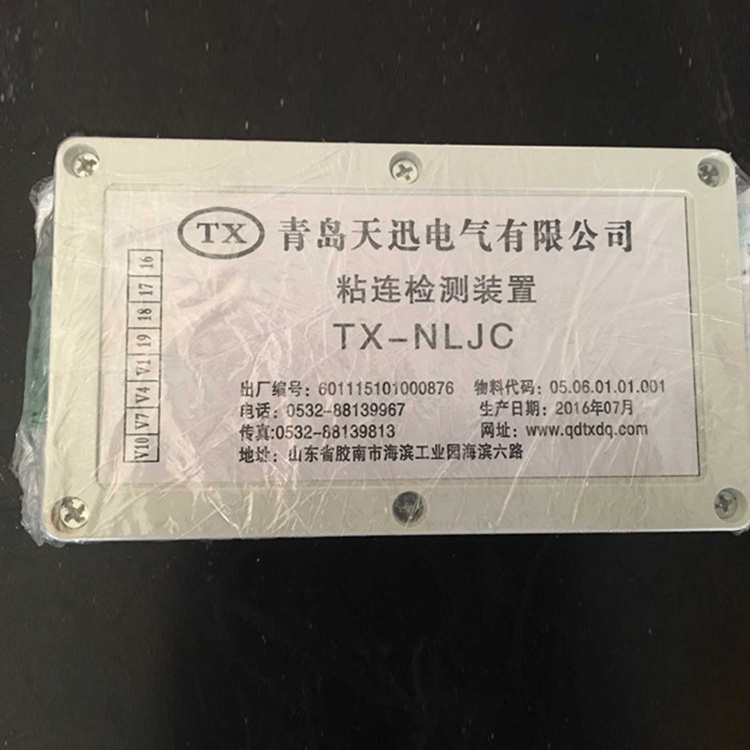 TX 青岛天迅电气有限公司
粘连检测装置
TX-NLJC
出厂编号：601115101000876 物料代码：05.06.01.01.001
电话：0532-88139967 生产日期：2016年07月
传真:0532-88139813 网址：www.qdtxdq.com
地址：山东省胶南市海滨工业园海滨六路
V10 V7 V4 V1 19 18 17 16